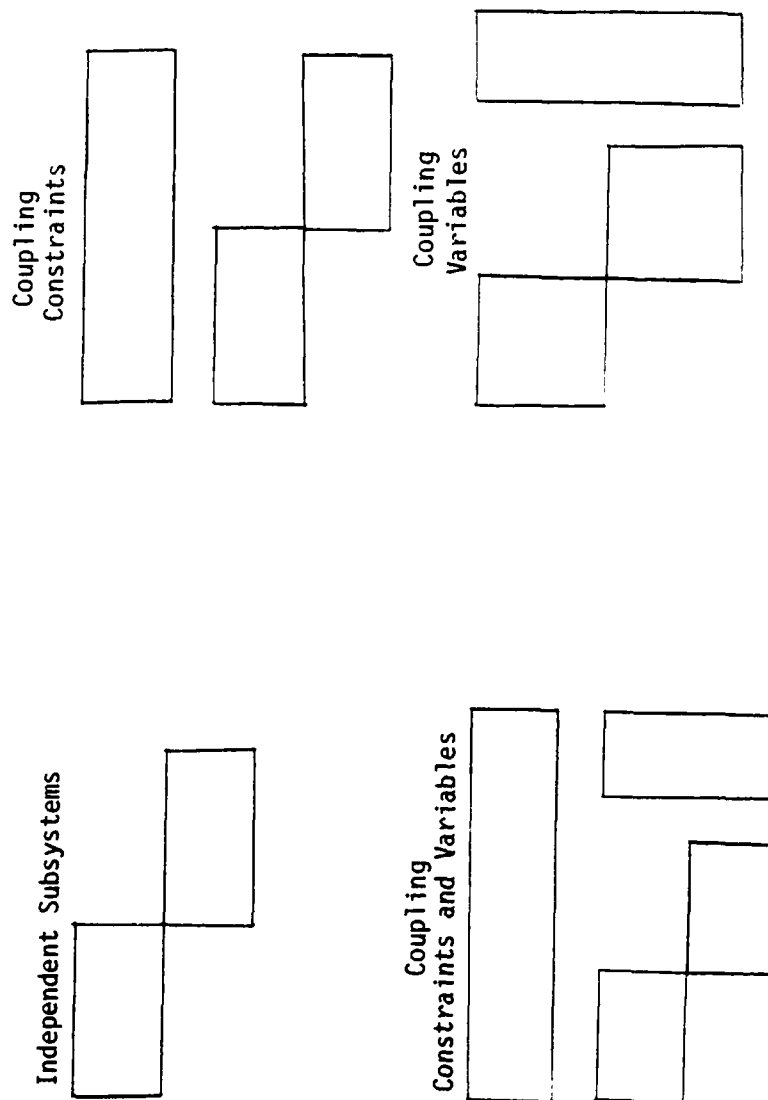 Independent Subsystems
Coupling
Constraints
Coupling
Constraints and Variables
Coupling
Variables